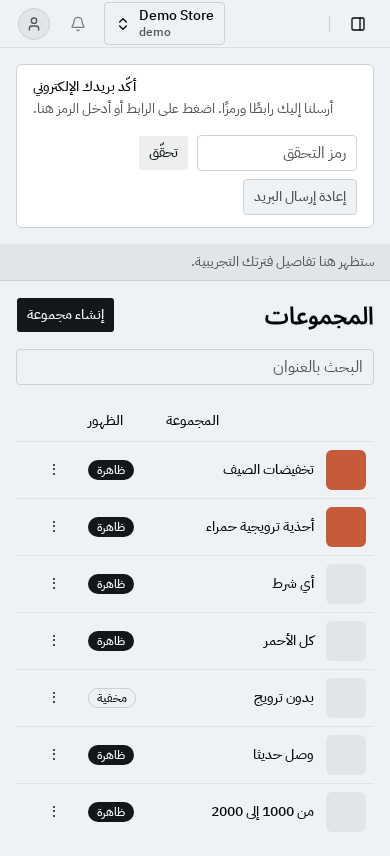 Demo Store
demo
أكّد بريدك الإلكتروني
أرسلنا إليك رابطًا ورمزًا. اضغط على الرابط أو أدخل الرمز هنا.
رمز التحقق
تحقّق
إعادة إرسال البريد
ستظهر هنا تفاصيل فترتك التجريبية.
المجموعات
إنشاء مجموعة
البحث بالعنوان
المجموعة
الظهور
تخفيضات الصيف
ظاهرة
أحذية ترويجية حمراء
ظاهرة
أي شرط
ظاهرة
كل الأحمر
ظاهرة
بدون ترويج
مخفية
وصل حديثا
ظاهرة
من 1000 إلى 2000
ظاهرة